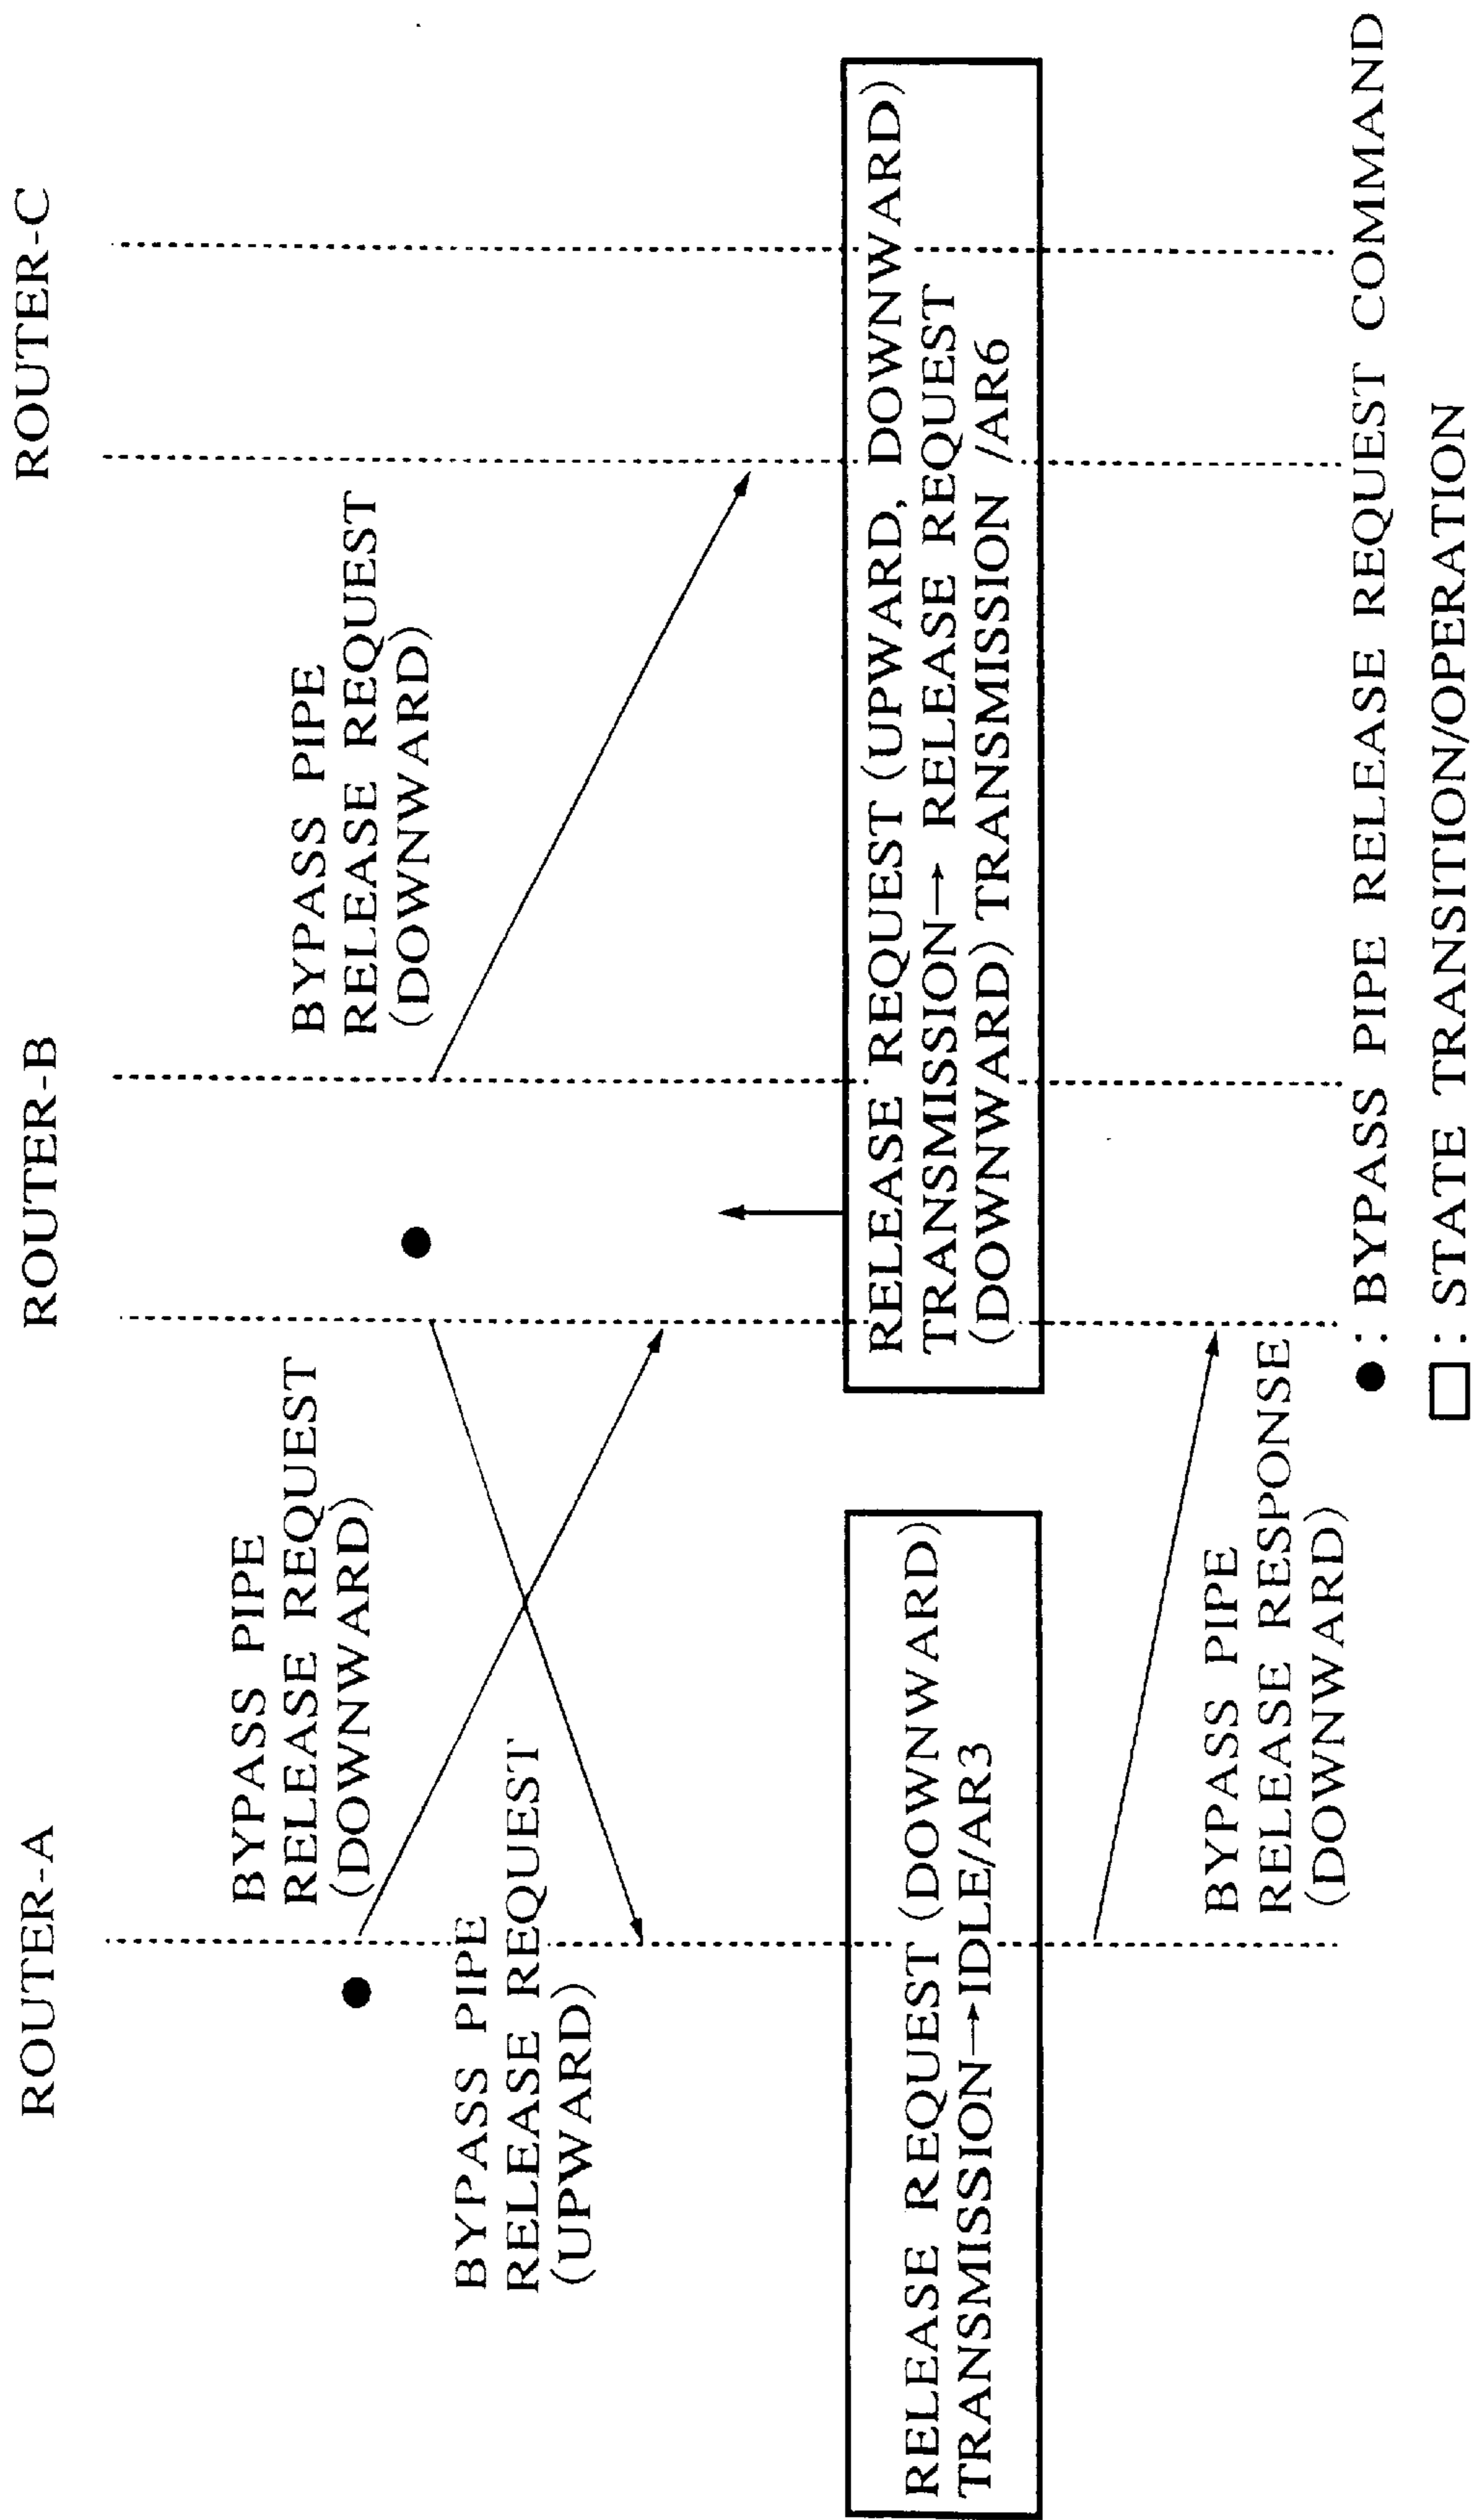 ROUTER-A
ROUTER-B
ROUTER-C
BYPASS PIPE
RELEASE REQUEST
(DOWNWARD)
BYPASS PIPE
RELEASE REQUEST
(DOWNWARD)
BYPASS PIPE
RELEASE REQUEST
(UPWARD)
RELEASE REQUEST (DOWNWARD)
TRANSMISSION→IDLE/AR3
RELEASE REQUEST (UPWARD, DOWNWARD)
TRANSMISSION→ RELEASE REQUEST
(DOWNWARD) TRANSMISSION /AR6
BYPASS PIPE
RELEASE RESPONSE
(DOWNWARD)
●: BYPASS PIPE RELEASE REQUEST COMMAND
□: STATE TRANSITION/OPERATION